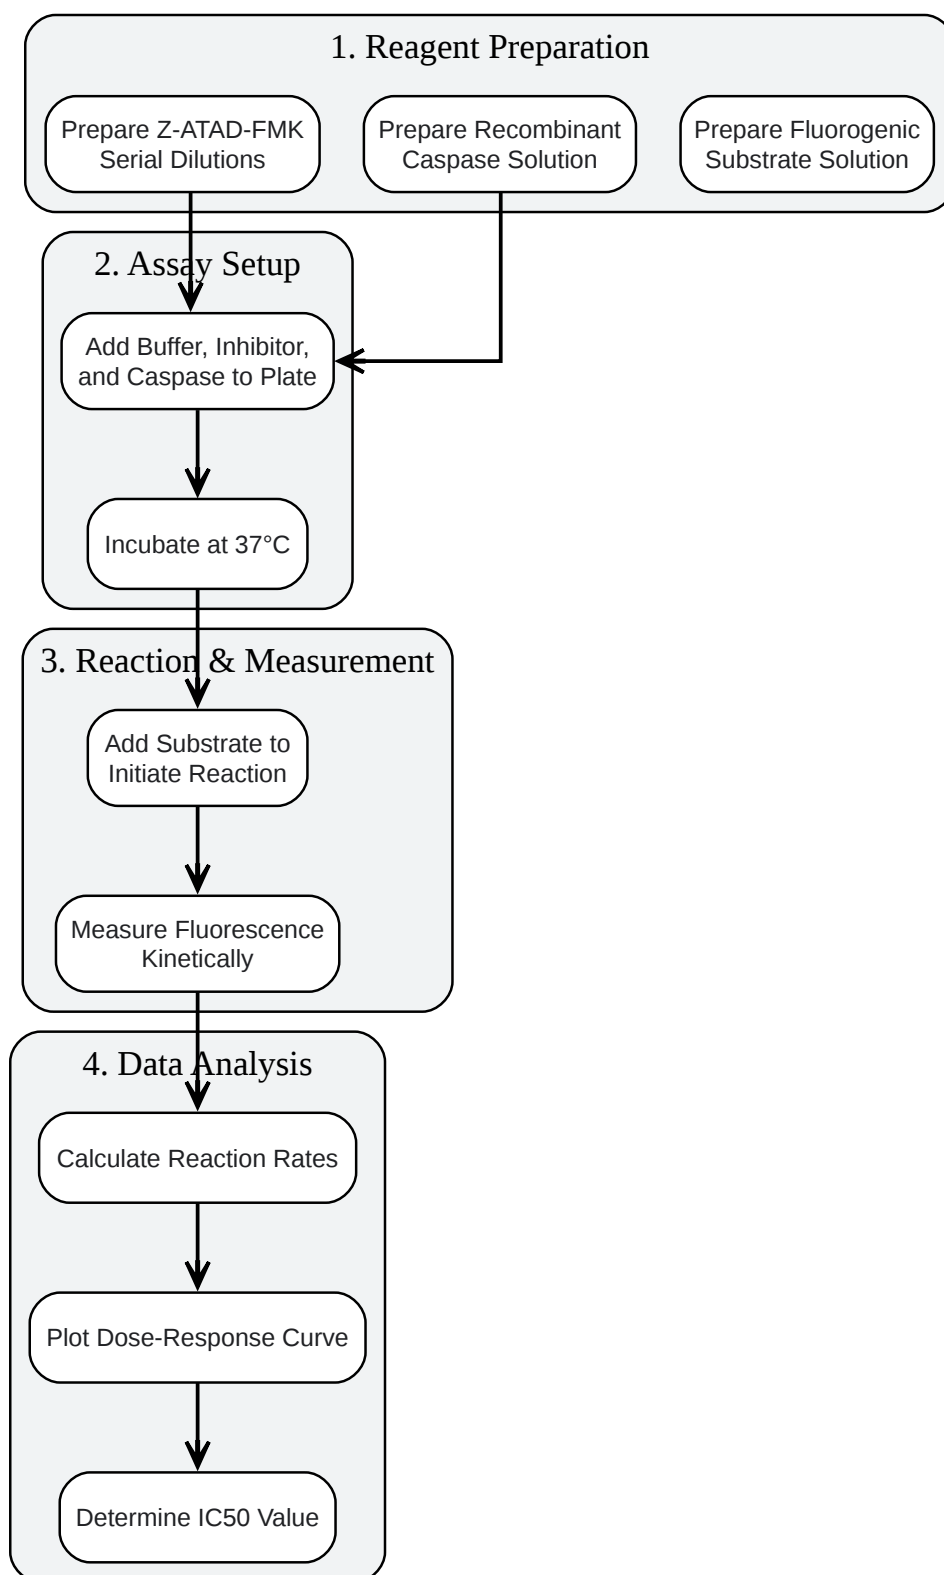 1. Reagent Preparation
Prepare Z-ATAD-FMK
Serial Dilutions
Prepare Recombinant
Caspase Solution
Prepare Fluorogenic
Substrate Solution
2. Assay Setup
Add Buffer, Inhibitor,
and Caspase to Plate
Incubate at 37°C
3. Reaction & Measurement
Add Substrate to
Initiate Reaction
Measure Fluorescence
Kinetically
4. Data Analysis
Calculate Reaction Rates
Plot Dose-Response Curve
Determine IC50 Value